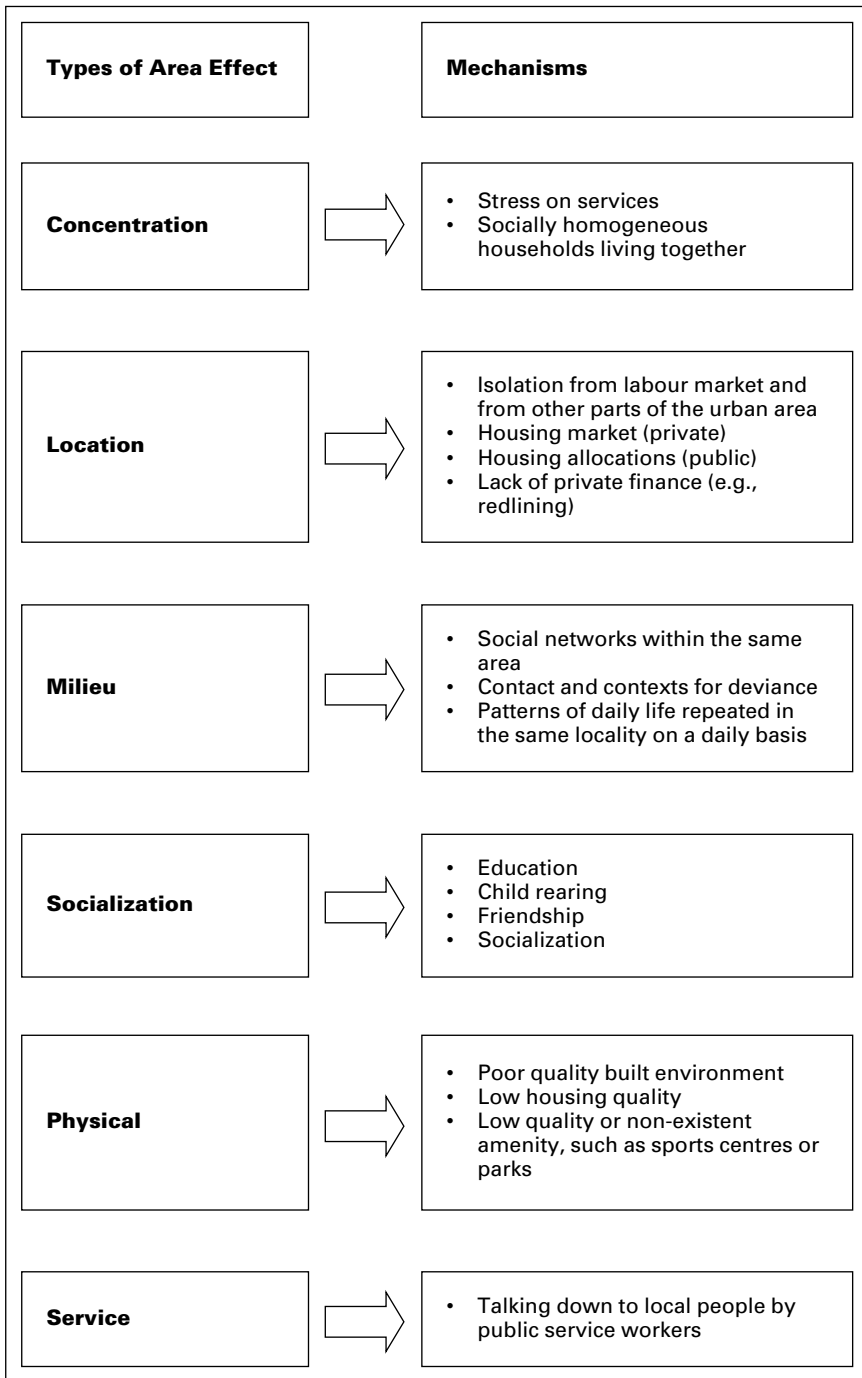 Types of Area Effect
Mechanisms
Concentration
• Stress on services
• Socially homogeneous
households living together
Location
• Isolation from labour market and
from other parts of the urban area
• Housing market (private)
• Housing allocations (public)
• Lack of private finance (e.g.,
redlining)
Milieu
• Social networks within the same
area
• Contact and contexts for deviance
• Patterns of daily life repeated in
the same locality on a daily basis
Socialization
• Education
• Child rearing
• Friendship
• Socialization
Physical
• Poor quality built environment
• Low housing quality
• Low quality or non-existent
amenity, such as sports centres or
parks
Service
• Talking down to local people by
public service workers